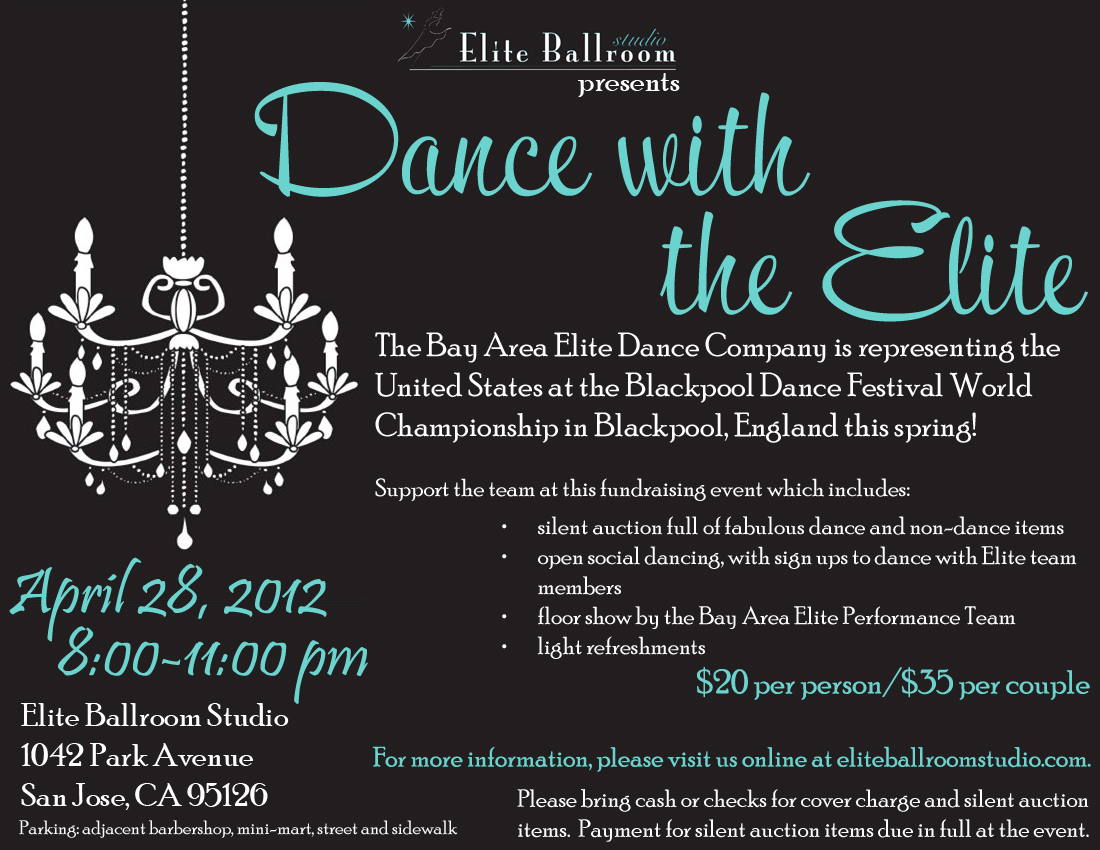 Elite Ballroom studio
presents
Dance with
the Elite
The Bay Area Elite Dance Company is representing the
United States at the Blackpool Dance Festival World
Championship in Blackpool, England this spring!
Support the team at this fundraising event which includes:
• silent auction full of fabulous dance and non-dance items
• open social dancing, with sign ups to dance with Elite team
members
• floor show by the Bay Area Elite Performance Team
• light refreshments
$20 per person/$35 per couple
April 28, 2012
8:00-11:00 pm
Elite Ballroom Studio
1042 Park Avenue
San Jose, CA 95126
Parking: adjacent barbershop, mini-mart, street and sidewalk
For more information, please visit us online at eliteballroomstudio.com.
Please bring cash or checks for cover charge and silent auction
items. Payment for silent auction items due in full at the event.